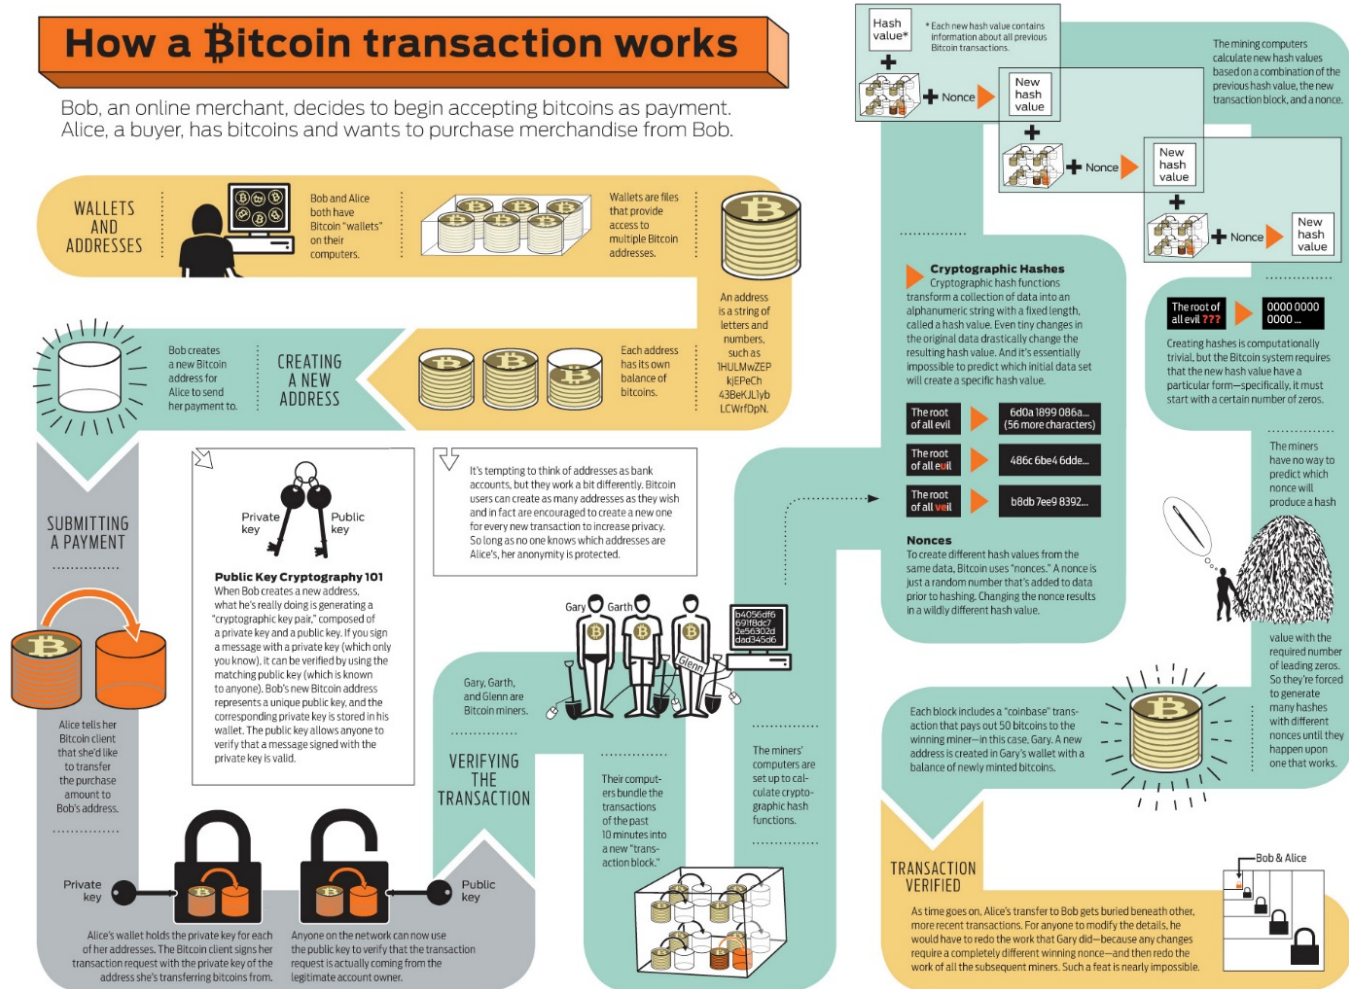 How a Bitcoin transaction works
Bob, an online merchant, decides to begin accepting bitcoins as payment.
Alice, a buyer, has bitcoins and wants to purchase merchandise from Bob.
WALLETS
AND
ADDRESSES
Bob and Alice
both have
Bitcoin “wallets”
on their
computers.
Wallets are files
that provide
access to
multiple Bitcoin
addresses.
An address
is a string of
letters and
numbers,
such as
1HULMwZEP
kjEPeCh
43BeKJL1yb
LCWrfDpN.
Each address
has its own
balance of
bitcoins.
CREATING
A NEW
ADDRESS
Bob creates
a new Bitcoin
address for
Alice to send
her payment to.
SUBMITTING
A PAYMENT
Private
key
Public
key
Public Key Cryptography 101
When Bob creates a new address,
what he’s really doing is generating a
“cryptographic key pair,” composed of
a private key and a public key. If you sign
a message with a private key (which only
you know), it can be verified by using the
matching public key (which is known
to anyone). Bob’s new Bitcoin address
represents a unique public key, and the
corresponding private key is stored in his
wallet. The public key allows anyone to
verify that a message signed with the
private key is valid.
It’s tempting to think of addresses as bank
accounts, but they work a bit differently. Bitcoin
users can create as many addresses as they wish
and in fact are encouraged to create a new one
for every new transaction to increase privacy.
So long as no one knows which addresses are
Alice’s, her anonymity is protected.
Alice tells her
Bitcoin client
that she’d like
to transfer
the purchase
amount to
Bob’s address.
Private
key
Alice’s wallet holds the private key for each
of her addresses. The Bitcoin client signs her
transaction request with the private key of the
address she’s transferring bitcoins from.
Public
key
Anyone on the network can now use
the public key to verify that the transaction
request is actually coming from the
legitimate account owner.
VERIFYING
THE
TRANSACTION
Gary
Garth
Glenn
b4056df6
691f8dc7
2e56302d
dad345d6
Gary, Garth,
and Glenn are
Bitcoin miners.
Their comput-
ers bundle the
transactions
of the past
10 minutes into
a new “trans-
action block.”
The miners’
computers are
set up to cal-
culate crypto-
graphic hash
functions.
Cryptographic Hashes
Cryptographic hash functions
transform a collection of data into an
alphanumeric string with a fixed length,
called a hash value. Even tiny changes in
the original data drastically change the
resulting hash value. And it’s essentially
impossible to predict which initial data set
will create a specific hash value.
The root
of all evil
6d0a 1899 086a...
(56 more characters)
The root
of all euil
486c 6be4 6dde...
The root
of all veil
b8db 7ee9 8392...
Nonces
To create different hash values from the
same data, Bitcoin uses “nonces.” A nonce is
just a random number that’s added to data
prior to hashing. Changing the nonce results
in a wildly different hash value.
Hash
value*
* Each new hash value contains
information about all previous
Bitcoin transactions.
+
+ Nonce
New
hash
value
+
+ Nonce
New
hash
value
+
+ Nonce
New
hash
value
The mining computers
calculate new hash values
based on a combination of the
previous hash value, the new
transaction block, and a nonce.
The root of
all evil ???
0000 0000
0000 ...
Creating hashes is computationally
trivial, but the Bitcoin system requires
that the new hash value have a
particular form—specifically, it must
start with a certain number of zeros.
The miners
have no way to
predict which
nonce will
produce a hash
value with the
required number
of leading zeros.
So they’re forced
to generate
many hashes
with different
nonces until they
happen upon
one that works.
Each block includes a “coinbase” trans-
action that pays out 50 bitcoins to the
winning miner—in this case, Gary. A new
address is created in Gary’s wallet with a
balance of newly minted bitcoins.
TRANSACTION
VERIFIED
Bob & Alice
As time goes on, Alice’s transfer to Bob gets buried beneath other,
more recent transactions. For anyone to modify the details, he
would have to redo the work that Gary did—because any changes
require a completely different winning nonce—and then redo the
work of all the subsequent miners. Such a feat is nearly impossible.